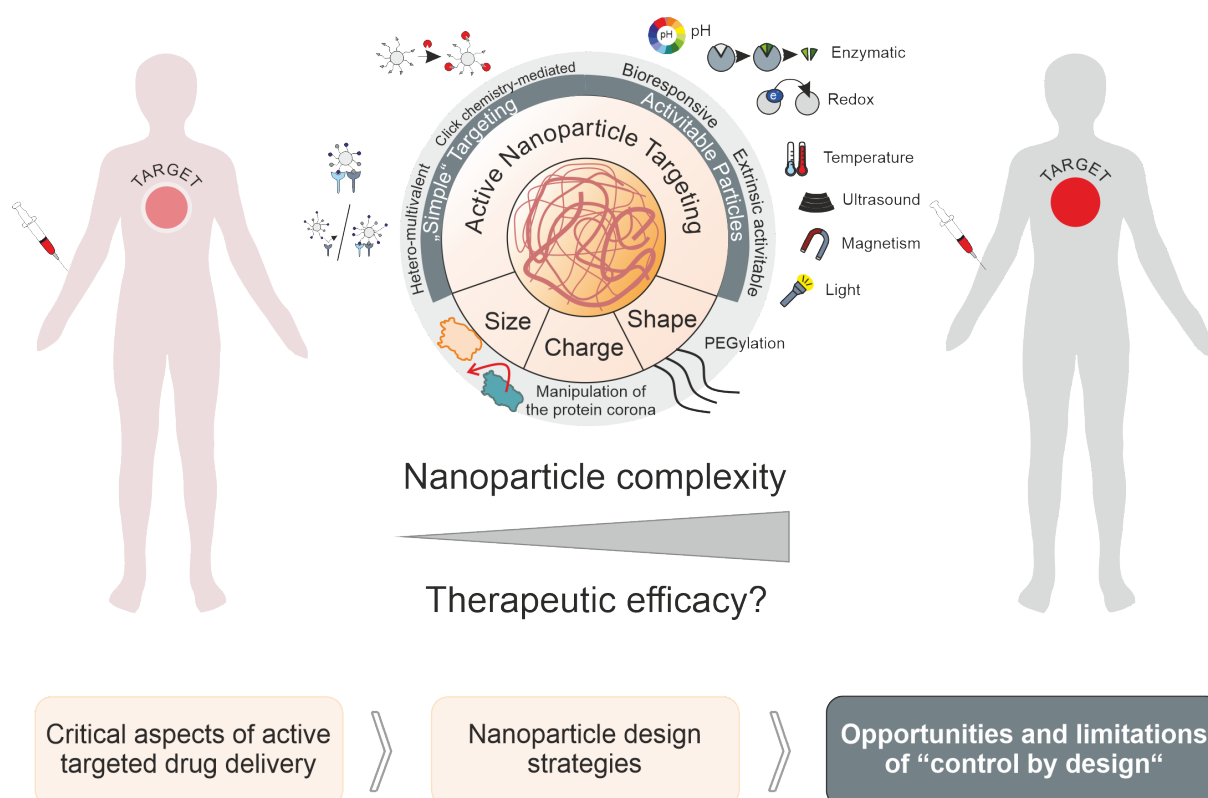 pH
pH
Enzymatic
Redox
Click chemistry-mediated
Bioresponsive
„Simple“ Targeting
Activitable Particles
Hetero-multivalent
Active Nanoparticle Targeting
Extrinsic activitable
Temperature
Ultrasound
Magnetism
Light
TARGET
TARGET
e
Size
Charge
Shape
PEGylation
Manipulation of
the protein corona
Nanoparticle complexity
Therapeutic efficacy?
Critical aspects of active
targeted drug delivery
Nanoparticle design
strategies
Opportunities and limitations
of “control by design“